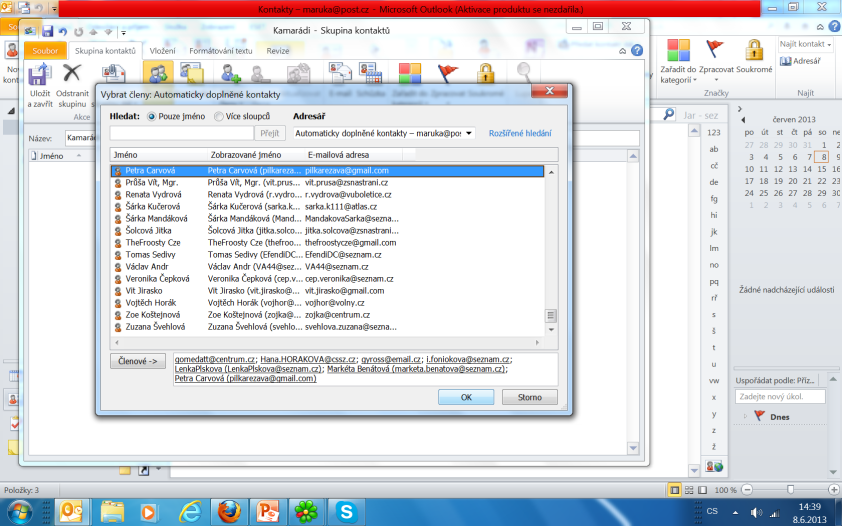 Kontakty – maruka@post.cz - Microsoft Outlook (Aktivace produktu se nezdařila.)
Kamarádi - Skupina kontaktů
Soubor Skupina kontaktů Vložení Formátování textu Revize
Uložit a zavřít Odstranit skupinu
Akce
Název: Kamarádi
Jméno
Zařadit do kategorií Zpracovat Soukromé
Značky
Najít kontakt
Adresář
Najít
Vybrat členy: Automaticky doplněné kontakty
Hledat: Pouze jméno Více sloupců Adresář
Přejít Automaticky doplněné kontakty – maruka@pos Rozšířené hledání
Jméno Zobrazované jméno E-mailová adresa
Petra Carvová Petra Carvová (pilkareza... pilkarezava@gmail.com
Průša Vít, Mgr. Průša Vít, Mgr. (vit.prus... vit.prusa@zsnastrani.cz
Renata Vydrová Renata Vydrová (r.vydro... r.vydrova@vuboletice.cz
Šárka Kučerová Šárka Kučerová (sarka.k... sarka.k111@atlas.cz
Šárka Mandáková Šárka Mandáková (Mand... MandakovaSarka@sezna...
Šolcová Jitka Šolcová Jitka (jitka.solco... jitka.solcova@zsnastrani...
TheFroosty Cze TheFroosty Cze (thefroo... thefroostycze@gmail.com
Tomas Sedivy Tomas Sedivy (EfendiDC... EfendiDC@seznam.cz
Václav Andr Václav Andr (VA44@sez... VA44@seznam.cz
Veronika Čepková Veronika Čepková (cep.v... cep.veronika@seznam.cz
Vit Jirasko Vit Jirasko (vit.jirasko@... vit.jirasko@gmail.com
Vojtěch Horák Vojtěch Horák (vojhor@... vojhor@volny.cz
Zoe Koštejnová Zoe Koštejnová (zojka@... zojka@centrum.cz
Zuzana Švehlová Zuzana Švehlová (svehlo... svehlova.zuzana@sezna...
Členové -> gomedatt@centrum.cz; Hana.HORAKOVA@cssz.cz; gyross@email.cz; i.foniokova@seznam.cz;
LenkaPlskova (LenkaPlskova@seznam.cz); Markéta Benátová (marketa.benatova@seznam.cz);
Petra Carvová (pilkarezava@gmail.com)
OK Storno
Jar - sez
123
ab
cč
de
fg
hi
jk
lm
no
pq
rř
s
š
t
u
vw
x
y
z
ž
červen 2013
po út st čt pá so ne
27 28 29 30 31 1 2
3 4 5 6 7 8 9
10 11 12 13 14 15 16
17 18 19 20 21 22 23
24 25 26 27 28 29 30
1 2 3 4 5 6 7
Žádné nadcházející události
Uspořádat podle: Příz...
Zadejte nový úkol.
Dnes
Položky: 3
100 %
CS
14:39
8.6.2013